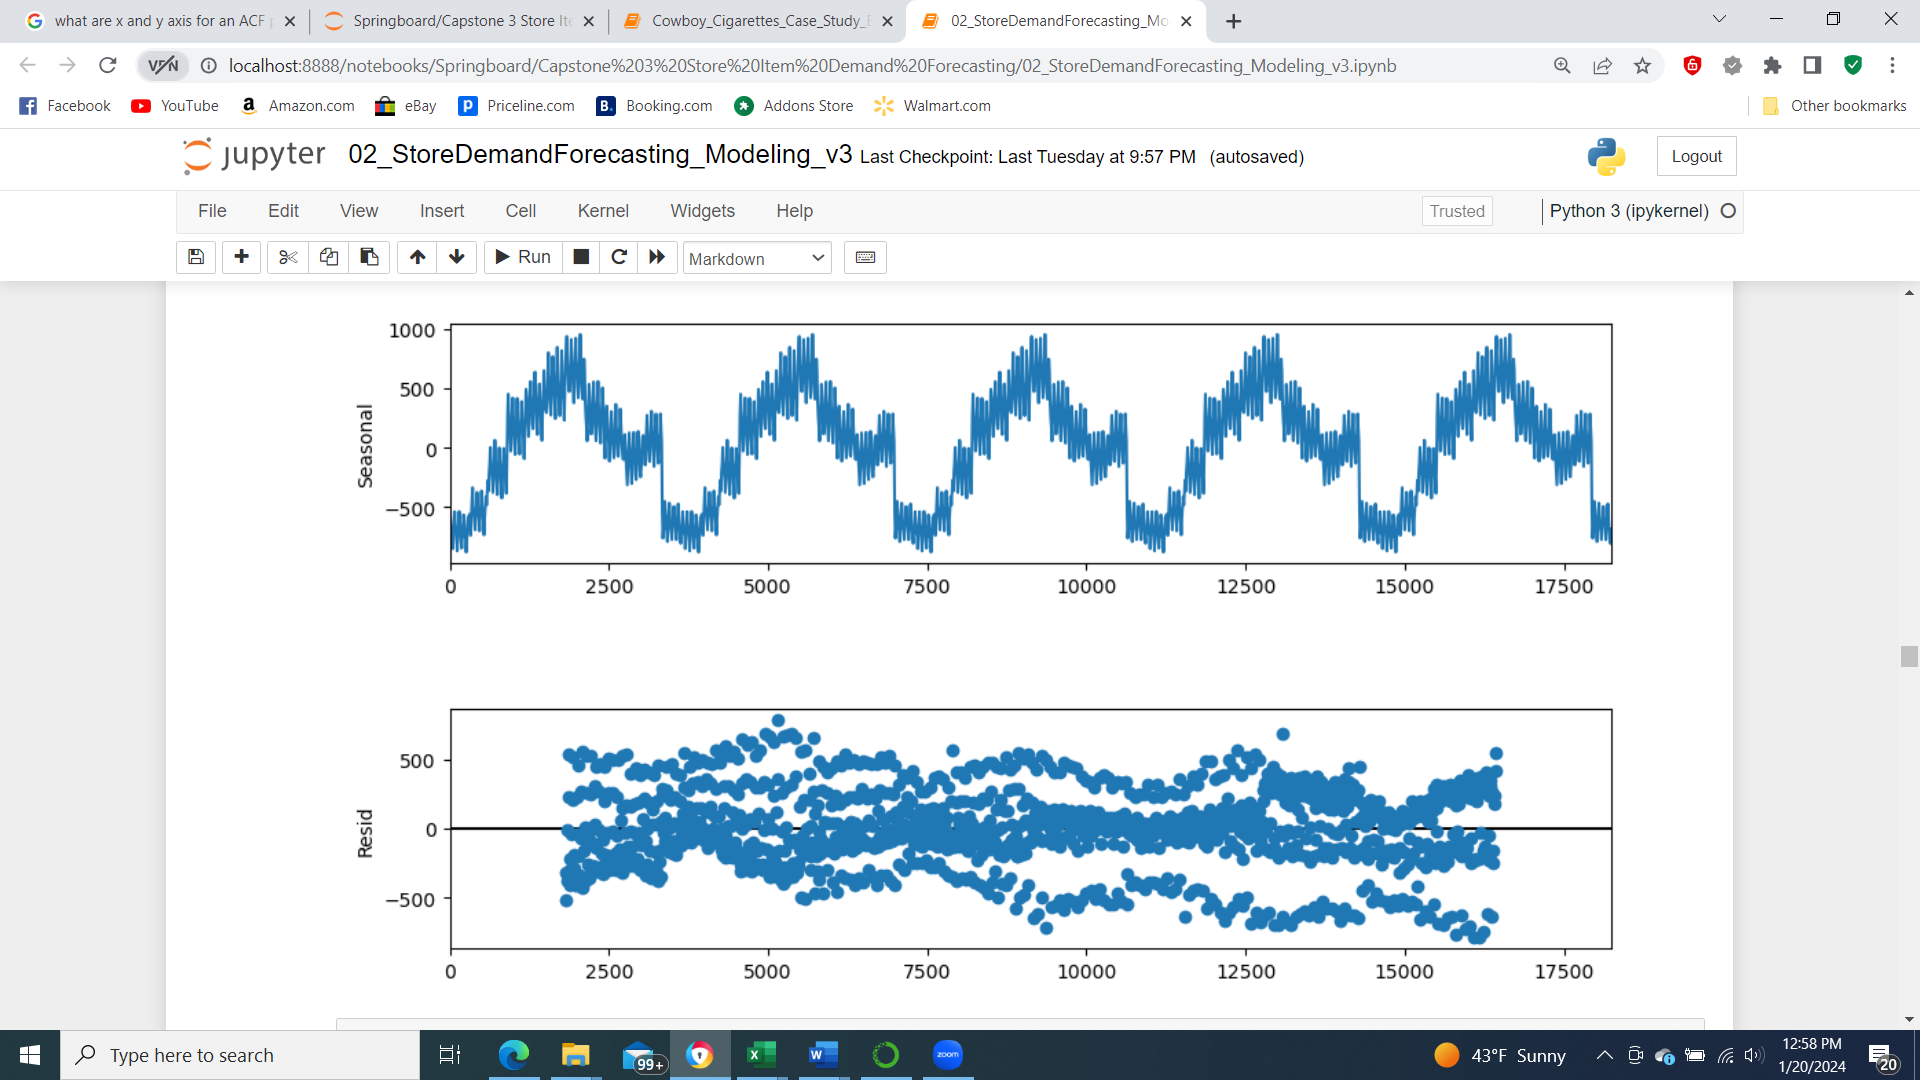 what are x and y axis for an ACF p
Springboard/Capstone 3 Store Ite
Cowboy_Cigarettes_Case_Study_E
02_StoreDemandForecasting_Mo
VPN
localhost:8888/notebooks/Springboard/Capstone%203%20Store%20Item%20Demand%20Forecasting/02_StoreDemandForecasting_Modeling_v3.ipynb
Facebook YouTube Amazon.com eBay Priceline.com Booking.com Addons Store Walmart.com Other bookmarks
jupyter 02_StoreDemandForecasting_Modeling_v3 Last Checkpoint: Last Tuesday at 9:57 PM (autosaved) Logout
File Edit View Insert Cell Kernel Widgets Help Trusted Python 3 (ipykernel)
Run Markdown
1000
500
0
−500
Seasonal
0 2500 5000 7500 10000 12500 15000 17500
500
0
−500
Resid
0 2500 5000 7500 10000 12500 15000 17500
Type here to search
99+
zoom
43°F Sunny
12:58 PM
1/20/2024
20